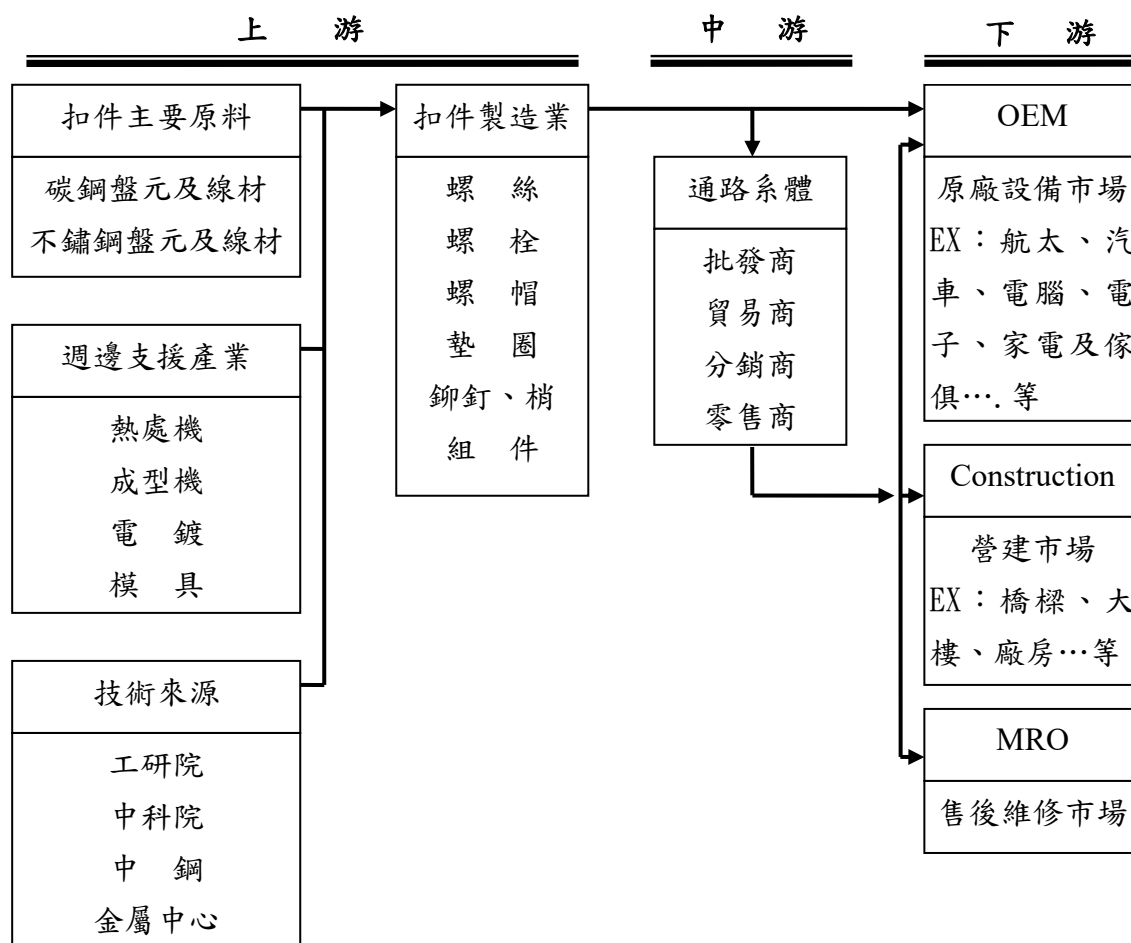 上 游
中 游
下 游
扣件主要原料
碳鋼盤元及線材
不鏽鋼盤元及線材
週邊支援產業
熱處機
成型機
電 鍍
模 具
技術來源
工研院
中科院
中 鋼
金屬中心
扣件製造業
螺 絲
螺 栓
螺 帽
墊 圈
鉚釘、梢
組 件
通路系體
批發商
貿易商
分銷商
零售商
OEM
原廠設備市場
EX：航太、汽
車、電腦、電
子、家電及傢
俱…. 等
Construction
營建市場
EX：橋樑、大
樓、廠房…等
MRO
售後維修市場